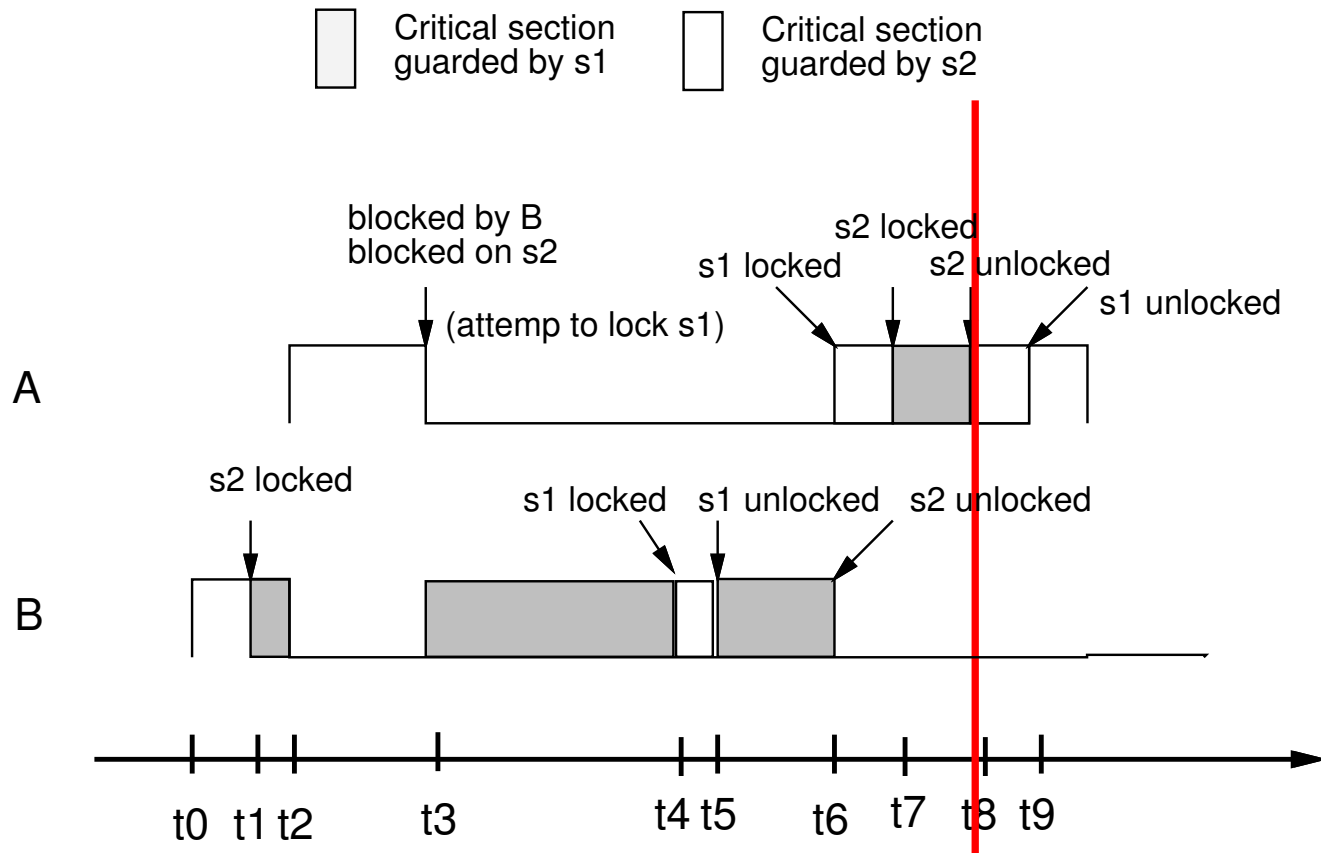 Critical section
guarded by s1
Critical section
guarded by s2
blocked by B
blocked on s2
(attemp to lock s1)
s1 locked
s2 locked
s2 unlocked
s1 unlocked
A
s2 locked
s1 locked
s1 unlocked
s2 unlocked
B
t0 t1 t2 t3 t4 t5 t6 t7 t8 t9